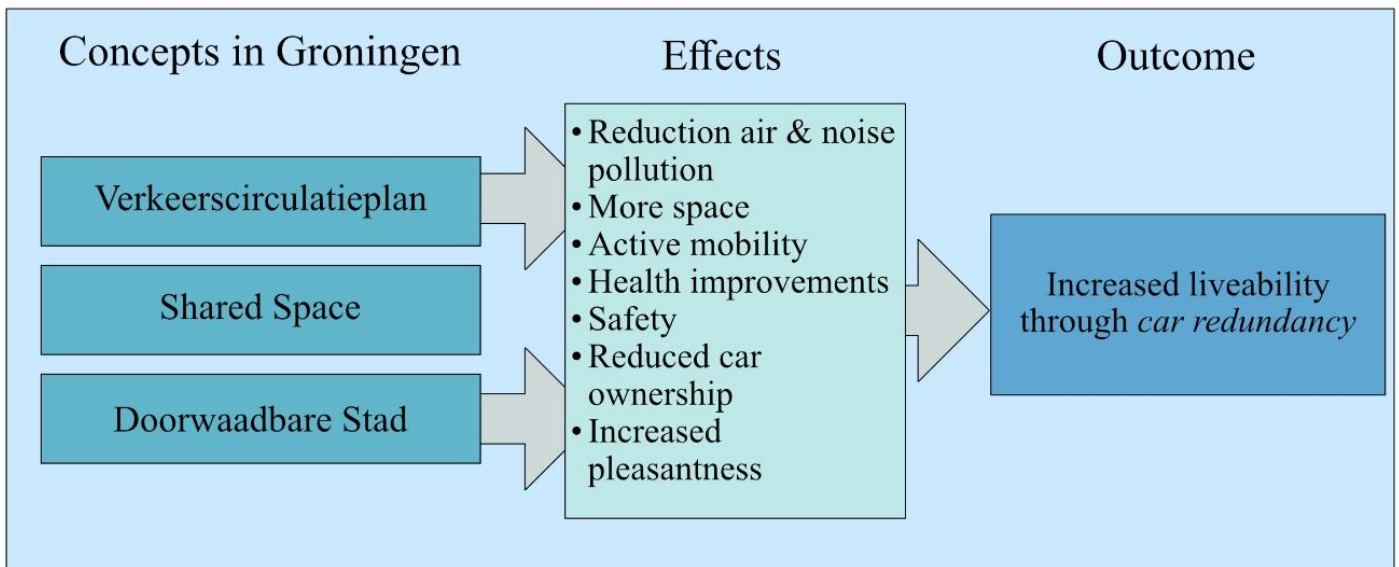 Concepts in Groningen
Effects
Outcome
Verkeerscirculatieplan
Shared Space
Doorwaadbare Stad
• Reduction air & noise
pollution
• More space
• Active mobility
• Health improvements
• Safety
• Reduced car
ownership
• Increased
pleasantness
Increased liveability
through car redundancy